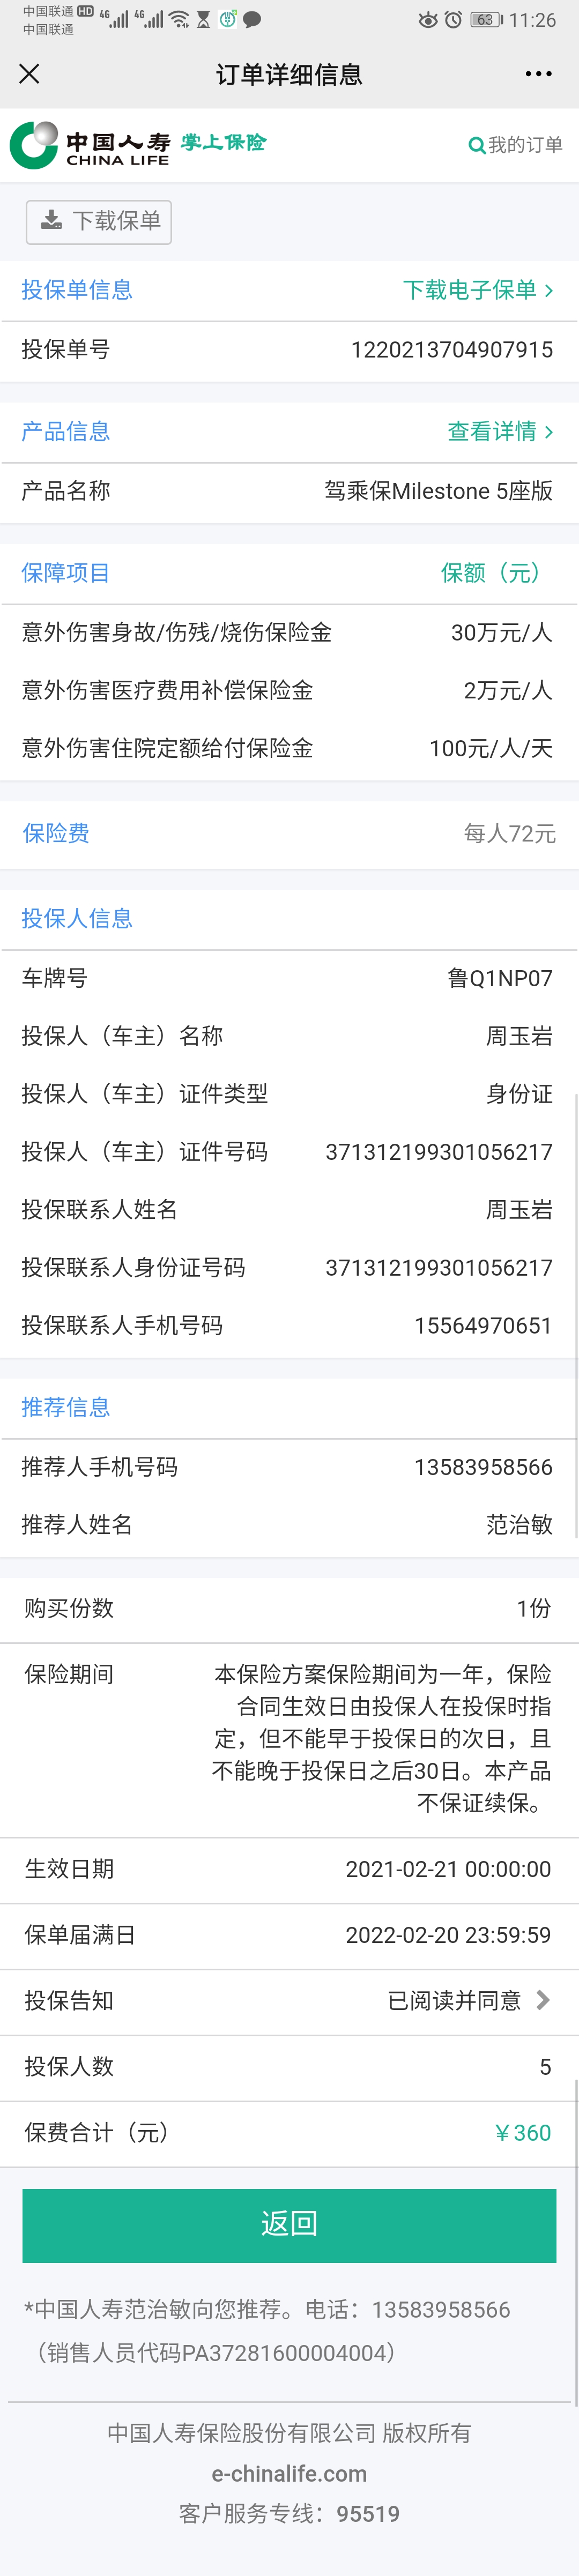 中国联通 HD 4G 4G 63 11:26
中国联通
订单详细信息
中国人寿 掌上保险
CHINA LIFE
我的订单
下载保单
投保单信息 下载电子保单
投保单号 1220213704907915
产品信息 查看详情
产品名称 驾乘保Milestone 5座版
保障项目 保额（元）
意外伤害身故/伤残/烧伤保险金 30万元/人
意外伤害医疗费用补偿保险金 2万元/人
意外伤害住院定额给付保险金 100元/人/天
保险费 每人72元
投保人信息
车牌号 鲁Q1NP07
投保人（车主）名称 周玉岩
投保人（车主）证件类型 身份证
投保人（车主）证件号码 371312199301056217
投保联系人姓名 周玉岩
投保联系人身份证号码 371312199301056217
投保联系人手机号码 15564970651
推荐信息
推荐人手机号码 13583958566
推荐人姓名 范治敏
购买份数 1份
保险期间 本保险方案保险期间为一年，保险
合同生效日由投保人在投保时指
定，但不能早于投保日的次日，且
不能晚于投保日之后30日。本产品
不保证续保。
生效日期 2021-02-21 00:00:00
保单届满日 2022-02-20 23:59:59
投保告知 已阅读并同意
投保人数 5
保费合计（元） ￥360
返回
*中国人寿范治敏向您推荐。电话：13583958566
（销售人员代码PA37281600004004）
中国人寿保险股份有限公司 版权所有
e-chinalife.com
客户服务专线：95519